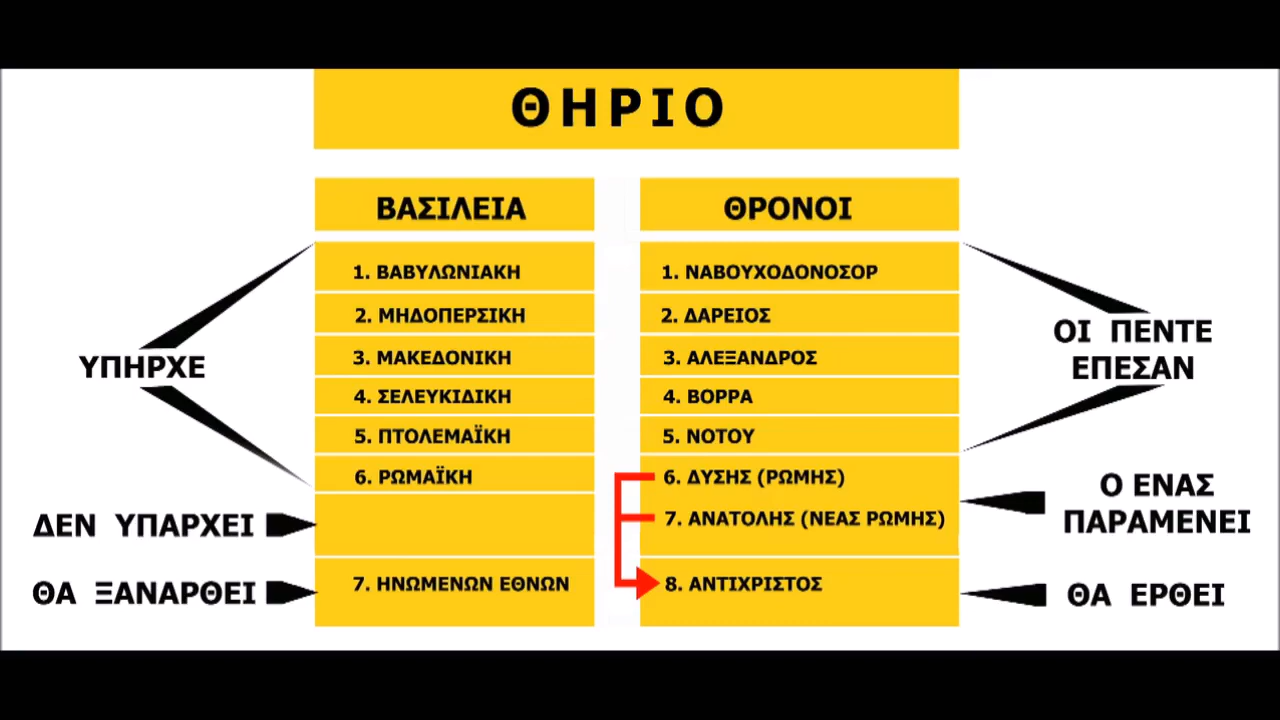 ΘΗΡΙΟ
ΒΑΣΙΛΕΙΑ
ΘΡΟΝΟΙ
1. ΒΑΒΥΛΩΝΙΑΚΗ
1. ΝΑΒΟΥΧΟΔΟΝΟΣΟΡ
2. ΜΗΔΟΠΕΡΣΙΚΗ
2. ΔΑΡΕΙΟΣ
3. ΜΑΚΕΔΟΝΙΚΗ
3. ΑΛΕΞΑΝΔΡΟΣ
4. ΣΕΛΕΥΚΙΔΙΚΗ
4. ΒΟΡΡΑ
5. ΠΤΟΛΕΜΑΪΚΗ
5. ΝΟΤΟΥ
6. ΡΩΜΑΪΚΗ
6. ΔΥΣΗΣ (ΡΩΜΗΣ)
7. ΑΝΑΤΟΛΗΣ (ΝΕΑΣ ΡΩΜΗΣ)
7. ΗΝΩΜΕΝΩΝ ΕΘΝΩΝ
8. ΑΝΤΙΧΡΙΣΤΟΣ
ΥΠΗΡΧΕ
ΔΕΝ ΥΠΑΡΧΕΙ
ΘΑ ΞΑΝΑΡΘΕΙ
ΟΙ ΠΕΝΤΕ
ΕΠΕΣΑΝ
Ο ΕΝΑΣ
ΠΑΡΑΜΕΝΕΙ
ΘΑ ΕΡΘΕΙ